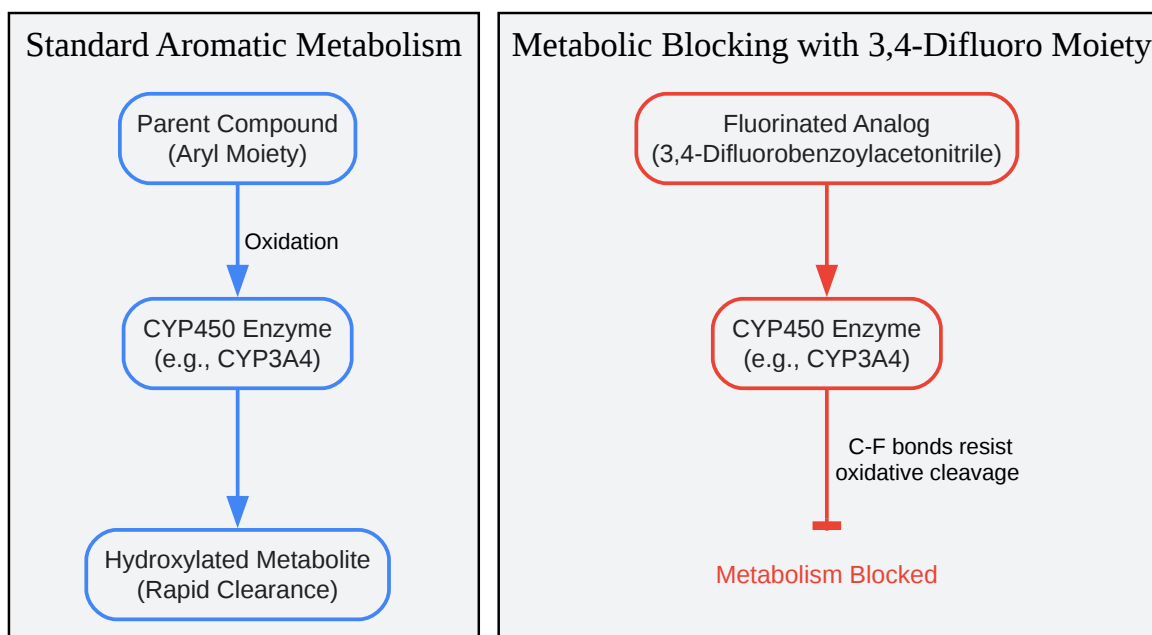 Standard Aromatic Metabolism
Parent Compound
(Aryl Moiety)
Oxidation
CYP450 Enzyme
(e.g., CYP3A4)
Hydroxylated Metabolite
(Rapid Clearance)
Metabolic Blocking with 3,4-Difluoro Moiety
Fluorinated Analog
(3,4-Difluorobenzoylacetonitrile)
CYP450 Enzyme
(e.g., CYP3A4)
C-F bonds resist
oxidative cleavage
Metabolism Blocked